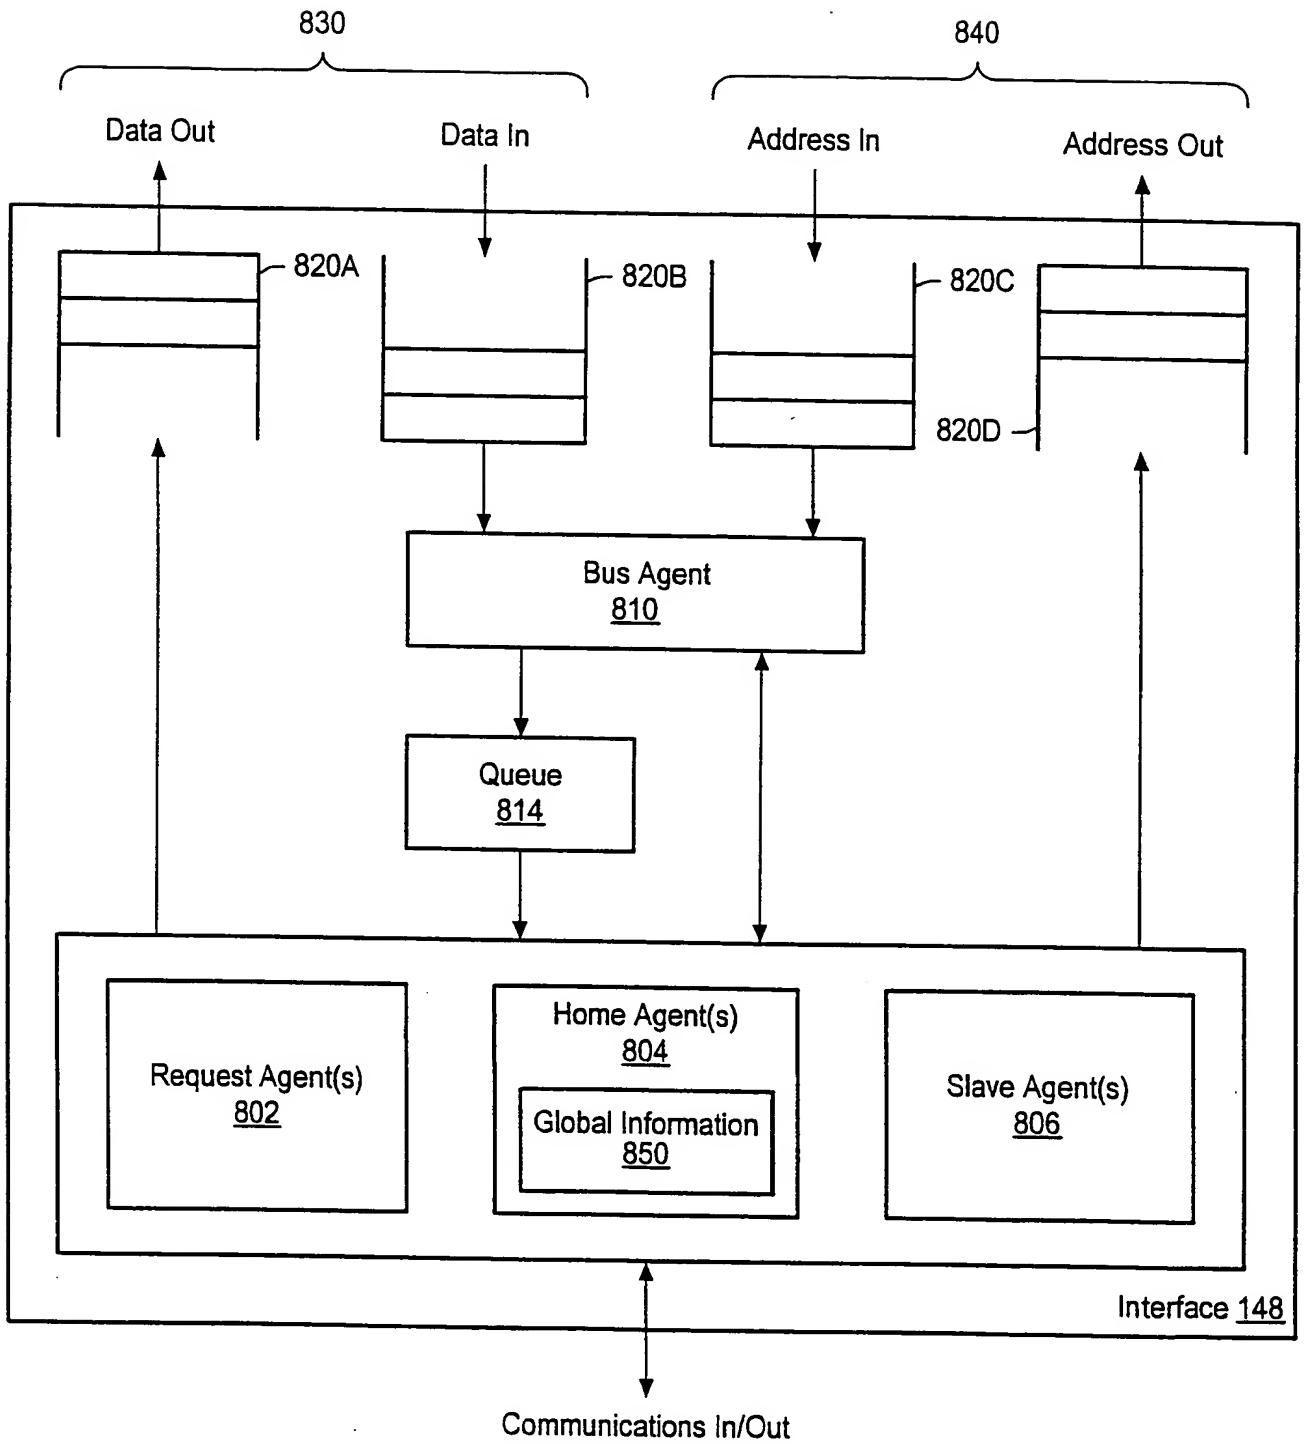 830
840
Data Out
Data In
Address In
Address Out
820A
820B
820C
820D
Bus Agent
810
Queue
814
Request Agent(s)
802
Home Agent(s)
804
Global Information
850
Slave Agent(s)
806
Interface 148
Communications In/Out